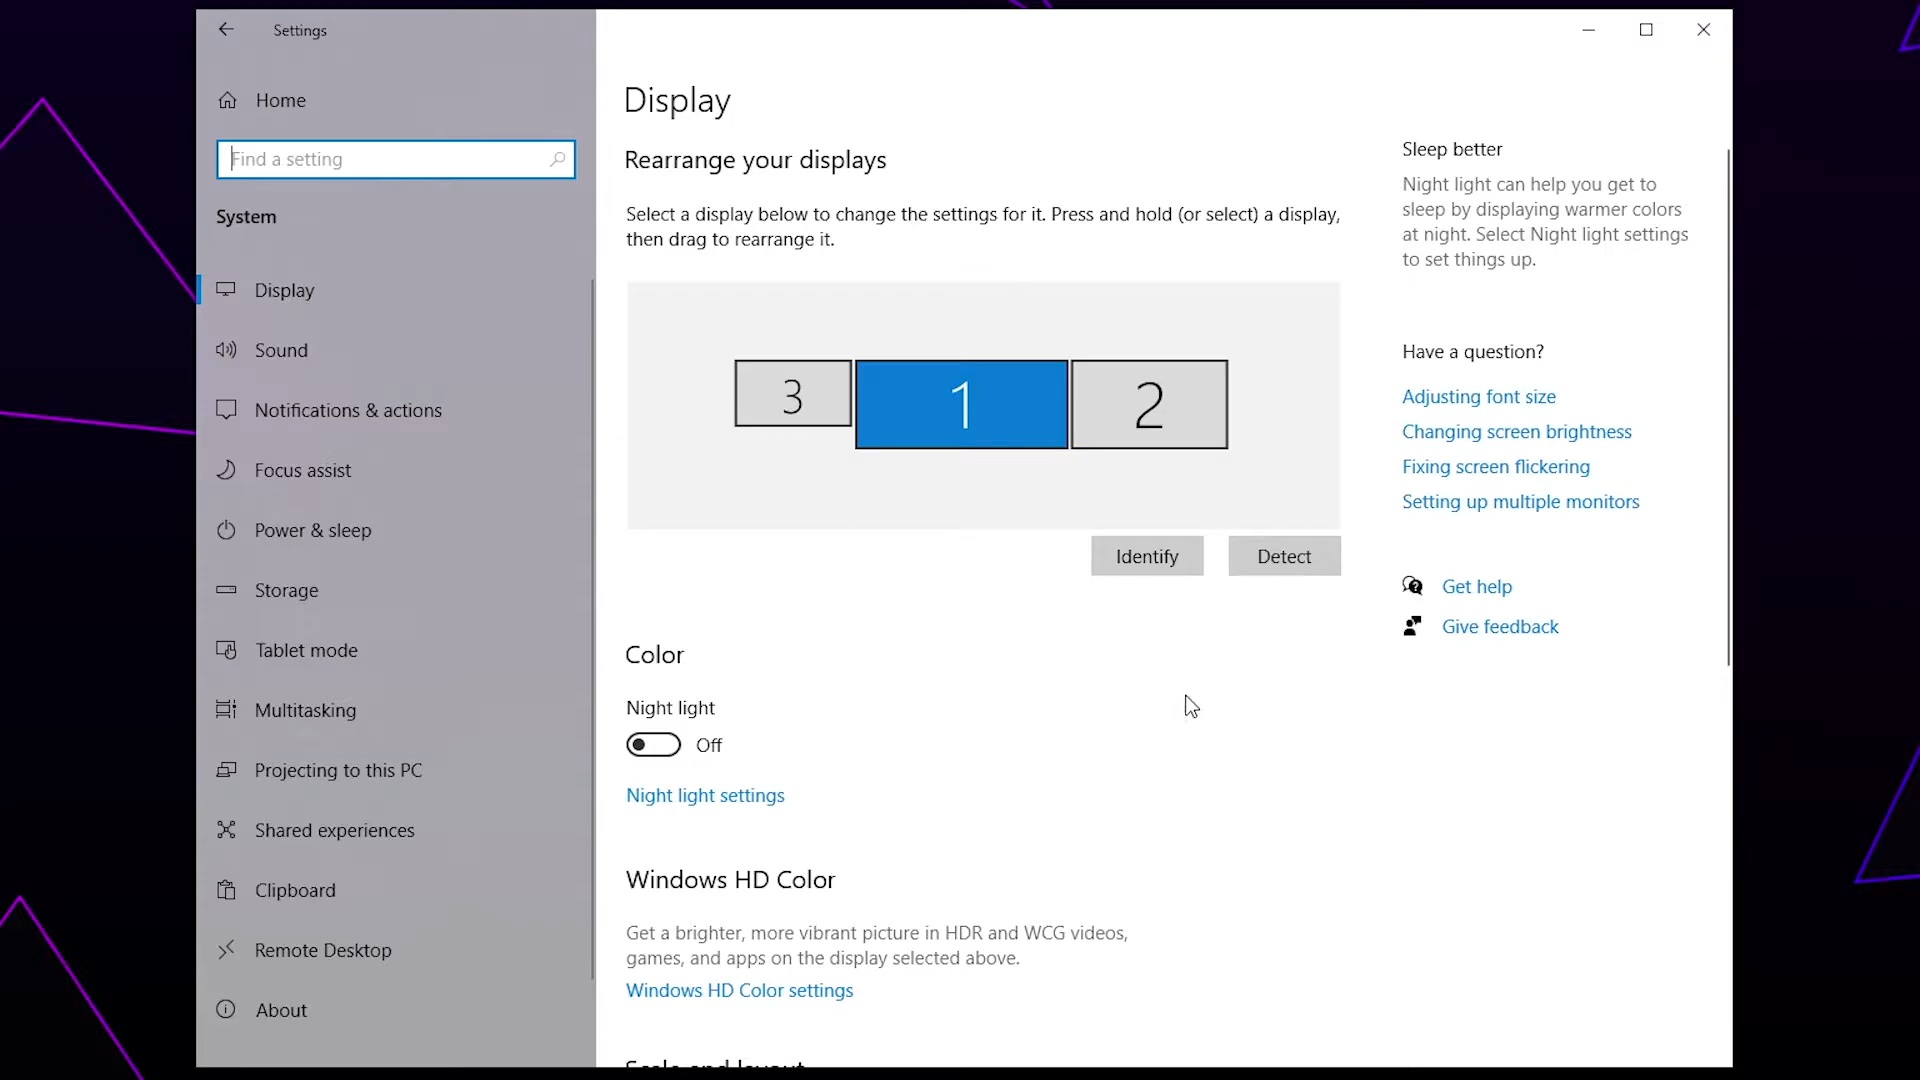 Settings
Home
Find a setting
System
Display
Sound
Notifications & actions
Focus assist
Power & sleep
Storage
Tablet mode
Multitasking
Projecting to this PC
Shared experiences
Clipboard
Remote Desktop
About
Display
Rearrange your displays
Select a display below to change the settings for it. Press and hold (or select) a display,
then drag to rearrange it.
3
1
2
Identify
Detect
Color
Night light
Off
Night light settings
Windows HD Color
Get a brighter, more vibrant picture in HDR and WCG videos,
games, and apps on the display selected above.
Windows HD Color settings
Scale and layout
Sleep better
Night light can help you get to
sleep by displaying warmer colors
at night. Select Night light settings
to set things up.
Have a question?
Adjusting font size
Changing screen brightness
Fixing screen flickering
Setting up multiple monitors
Get help
Give feedback